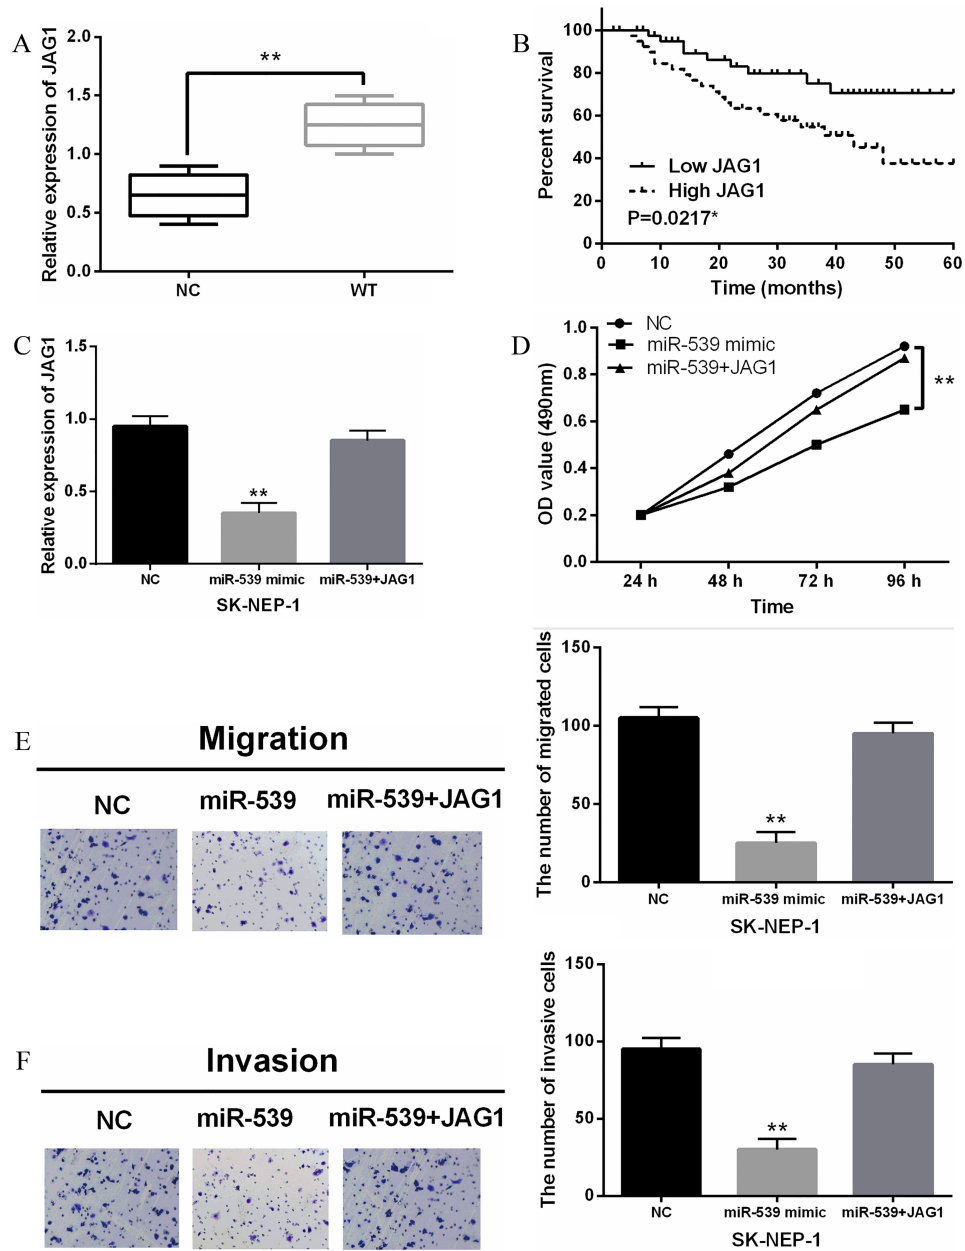 A
Relative expression of JAG1
2.0
1.5
1.0
0.5
0.0
**
NC
WT
B
Percent survival
100
80
60
40
20
0
Low JAG1
High JAG1
P=0.0217*
0
10
20
30
40
50
60
Time (months)
C
Relative expression of JAG1
1.5
1.0
0.5
0.0
**
NC
miR-539 mimic
miR-539+JAG1
SK-NEP-1
D
OD value (490nm)
1.0
0.8
0.6
0.4
0.2
0.0
NC
miR-539 mimic
miR-539+JAG1
**
24 h
48 h
72 h
96 h
Time
E
Migration
NC
miR-539
miR-539+JAG1
The number of migrated cells
150
100
50
0
**
NC
miR-539 mimic
miR-539+JAG1
SK-NEP-1
F
Invasion
NC
miR-539
miR-539+JAG1
The number of invasive cells
150
100
50
0
**
NC
miR-539 mimic
miR-539+JAG1
SK-NEP-1